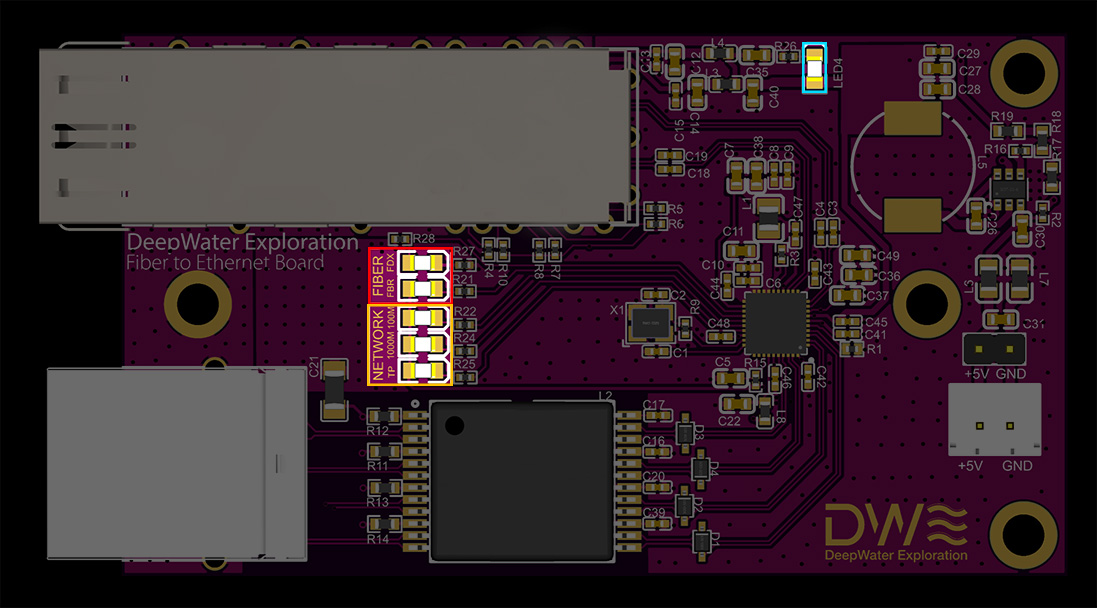 C13
C12
L4
C35
R26
LED4
C29
C27
C28
L3
C40
C14
C15
R19
R18
R16
R17
L5
C19
C18
C7
C38
C8
C9
R5
R6
L1
C47
C4
C3
C26
C30
R2
DeepWater Exploration
Fiber to Ethernet Board
R28
R27
R4
R10
R8
R7
C11
R3
C49
FIBER
FDX
FBR
R21
C10
C44
C6
C43
C36
C37
L7
NETWORK
100M
1000M
TP
R22
R24
R25
X1
C2
R9
C48
C1
C45
C41
R1
+5V
GND
C21
C5
R15
C46
C42
C22
L8
L2
C17
R12
D3
C16
R11
D4
C20
R13
D2
C39
R14
D1
+5V
GND
DWE
DeepWater Exploration